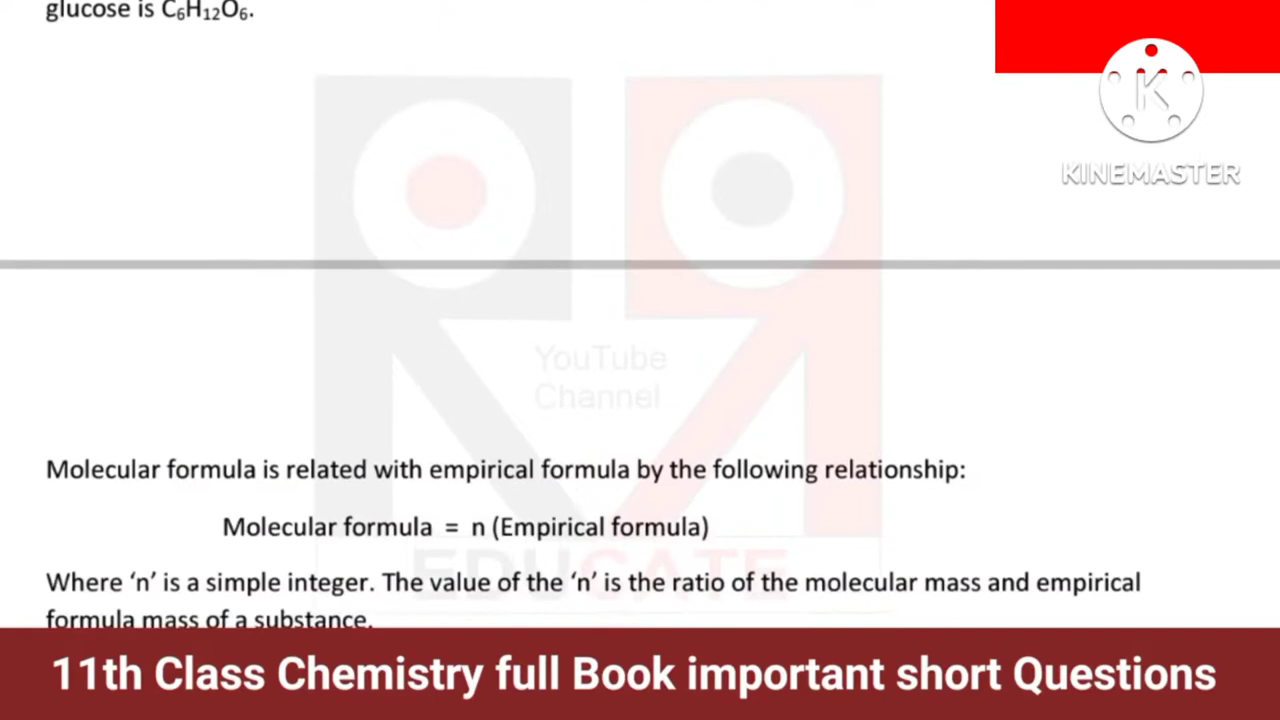 glucose is C₆H₁₂O₆.
K
KINEMASTER
YouTube
Channel
Molecular formula is related with empirical formula by the following relationship:
Molecular formula = n (Empirical formula)
EDUCATE
Where ‘n’ is a simple integer. The value of the ‘n’ is the ratio of the molecular mass and empirical
formula mass of a substance.
11th Class Chemistry full Book important short Questions